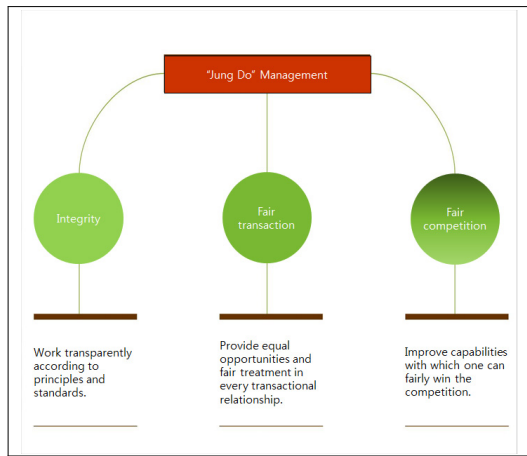 "Jung Do" Management
Integrity
Fair
transaction
Fair
competition
Work transparently
according to
principles and
standards.
Provide equal
opportunities and
fair treatment in
every transactional
relationship.
Improve capabilities
with which one can
fairly win the
competition.